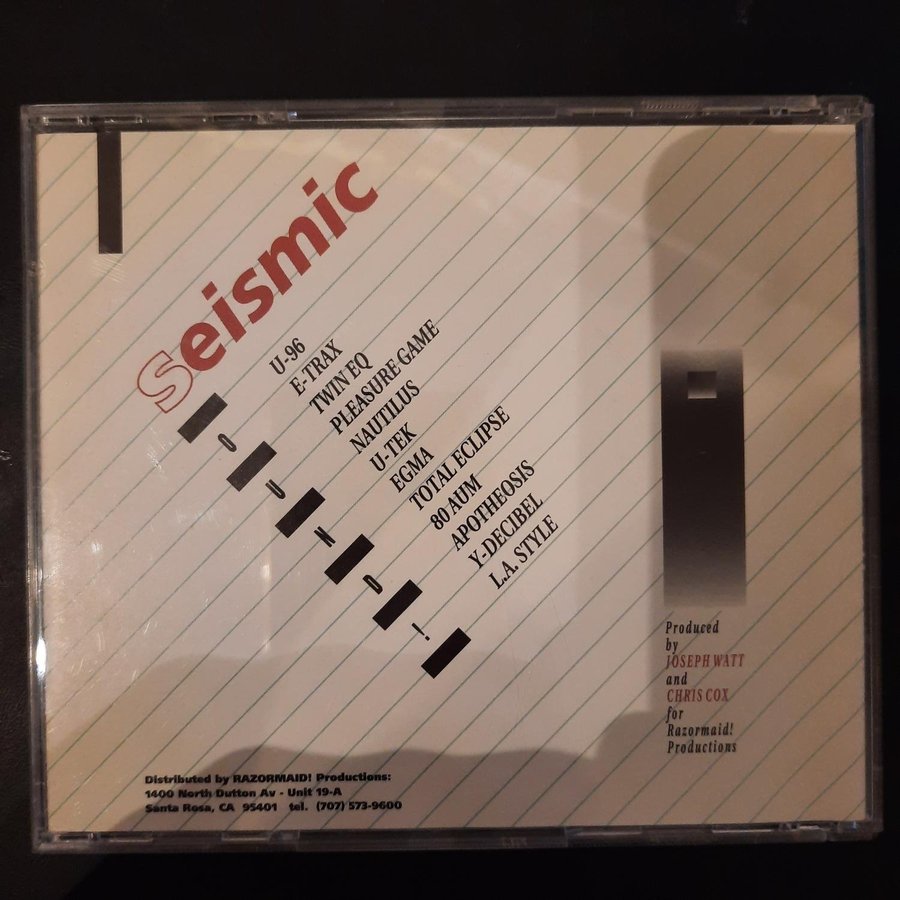 Seismic
O U N D !
U-96
E-TRAX
TWIN EQ
PLEASURE GAME
NAUTILUS
U-TEK
EGMA
TOTAL ECLIPSE
80 AUM
APOTHEOSIS
Y-DECIBEL
L.A. STYLE
Produced
by
JOSEPH WATT
and
CHRIS COX
for
Razormaid!
Productions
Distributed by RAZORMAID! Productions:
1400 North Dutton Av - Unit 19-A
Santa Rosa, CA 95401 tel. (707) 573-9600